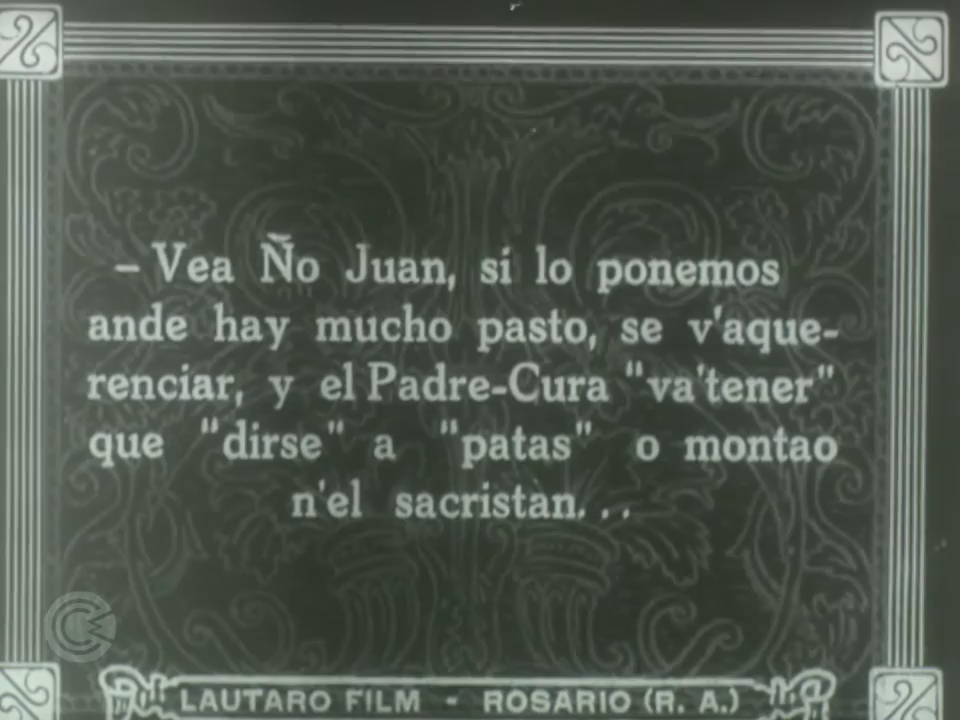 – Vea Ño Juan, si lo ponemos
ande hay mucho pasto, se v'aque-
renciar, y el Padre-Cura "va'tener"
que "dirse" a "patas" o montao
n'el sacristan...
LAUTARO FILM - ROSARIO (R. A.)